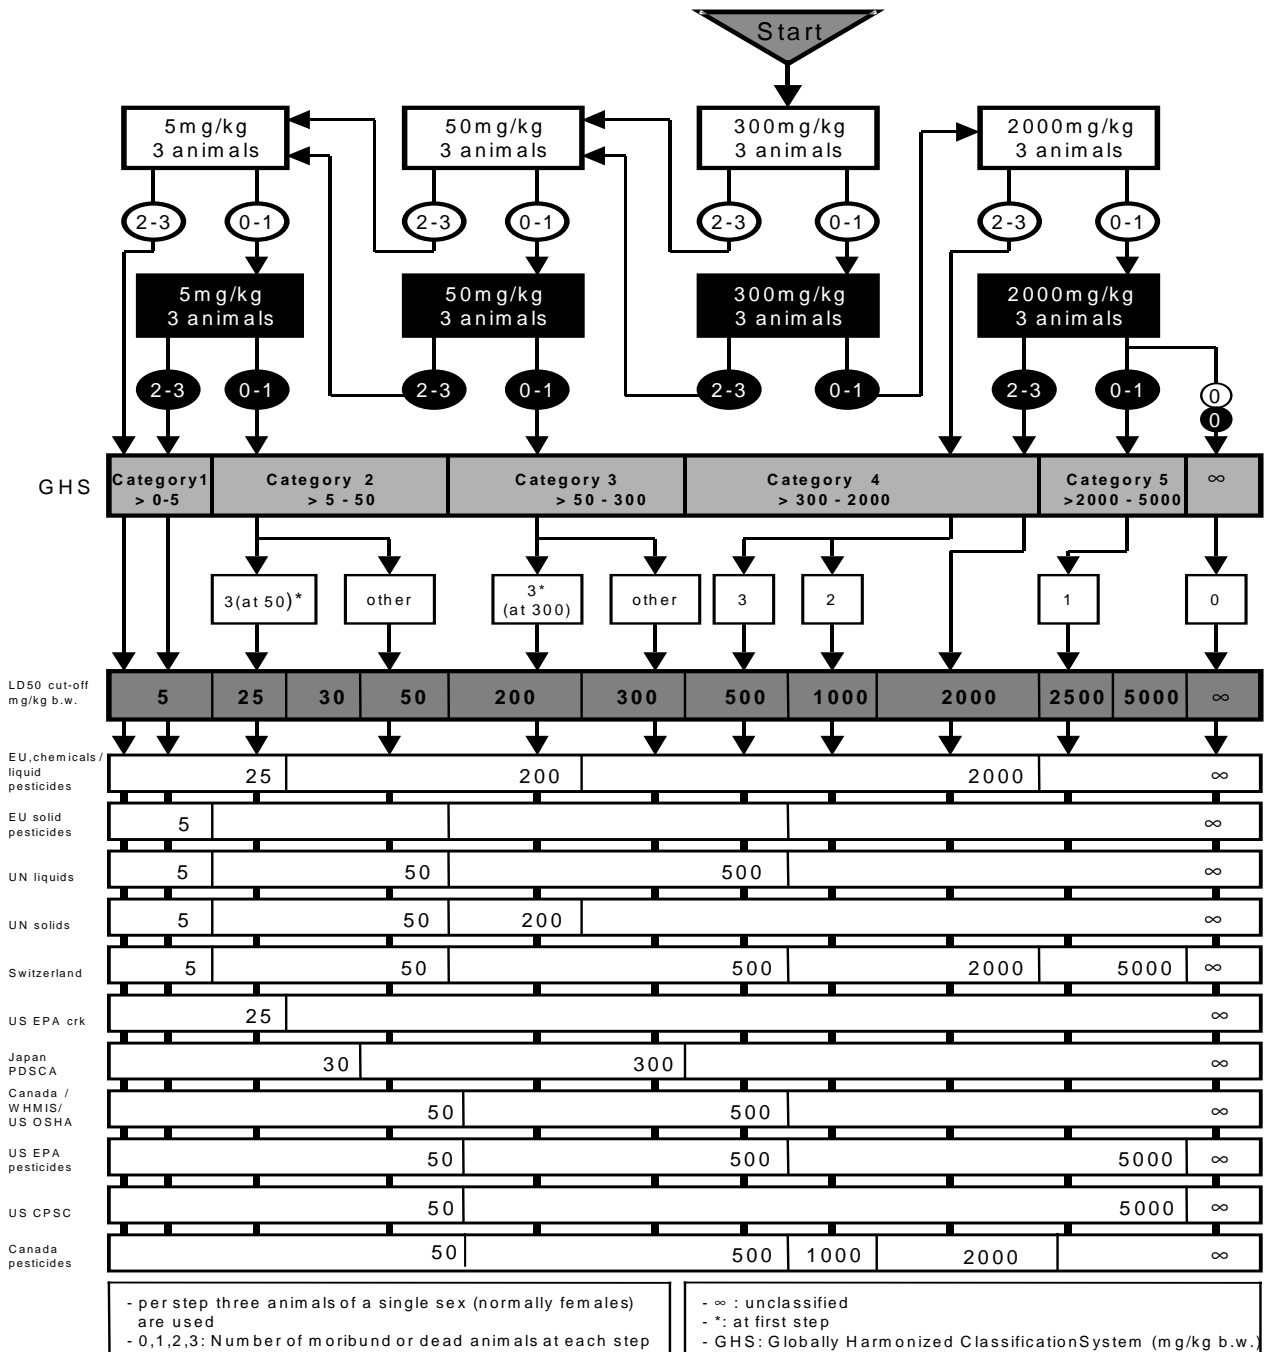 Start
5mg/kg
3 animals
50mg/kg
3 animals
300mg/kg
3 animals
2000mg/kg
3 animals
2-3
0-1
2-3
0-1
2-3
0-1
2-3
0-1
5mg/kg
3 animals
50mg/kg
3 animals
300mg/kg
3 animals
2000mg/kg
3 animals
2-3
0-1
2-3
0-1
2-3
0-1
2-3
0-1
0
0
GHS
Category1
> 0-5
Category 2
> 5 - 50
Category 3
> 50 - 300
Category 4
> 300 - 2000
Category 5
>2000 - 5000
∞
3(at 50)*
other
3*
(at 300)
other
3
2
1
0
LD50 cut-off
mg/kg b.w.
5 25 30 50 200 300 500 1000 2000 2500 5000 ∞
EU,chemicals/
liquid
pesticides
25 200 2000 ∞
EU solid
pesticides
5 ∞
UN liquids
5 50 500 ∞
UN solids
5 50 200 ∞
Switzerland
5 50 500 2000 5000 ∞
US EPA crk
25 ∞
Japan
PDSCA
30 300 ∞
Canada /
WHMIS/
US OSHA
50 500 ∞
US EPA
pesticides
50 500 5000 ∞
US CPSC
50 5000 ∞
Canada
pesticides
50 500 1000 2000 ∞
- per step three animals of a single sex (normally females)
are used
- 0,1,2,3: Number of moribund or dead animals at each step
- ∞ : unclassified
- *: at first step
- GHS: Globally Harmonized ClassificationSystem (mg/kg b.w.)